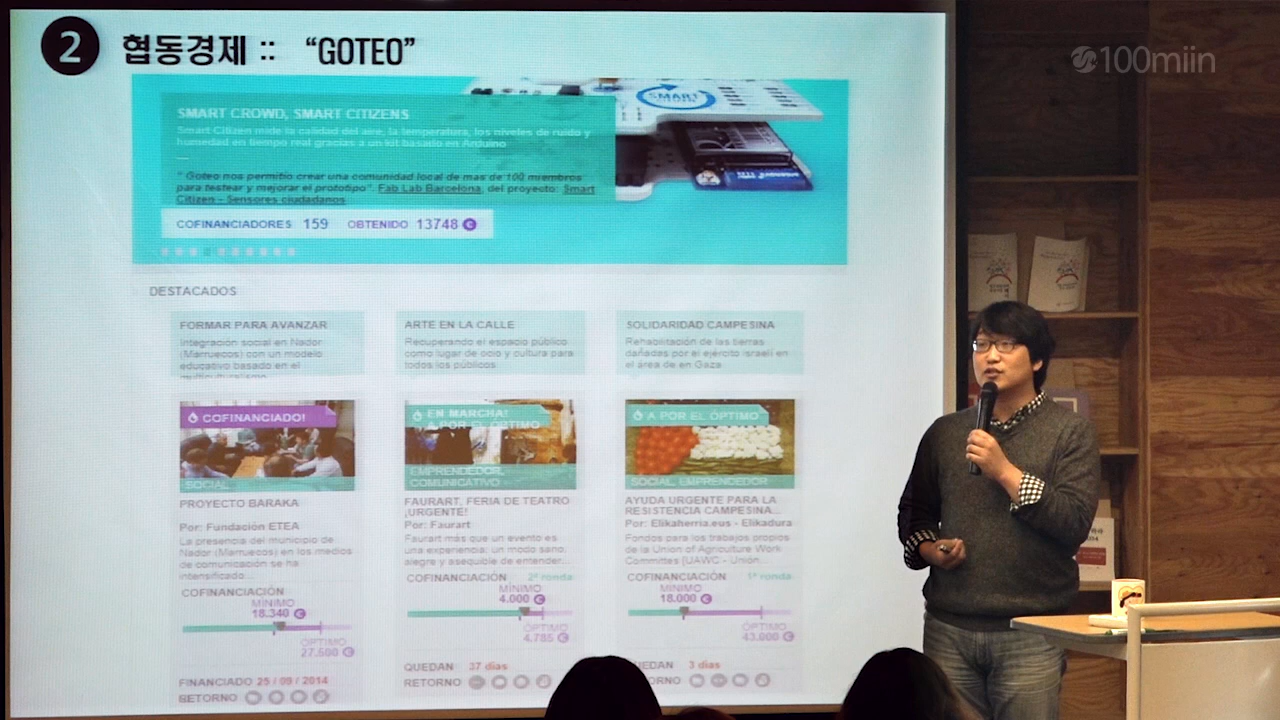 2 협동경제 :: “GOTEO”
100miin
SMART
SMART CROWD, SMART CITIZENS
Smart Citizen mide la calidad del aire, la temperatura, los niveles de ruido y
humedad en tiempo real gracias a un kit basado en Arduino
" Goteo nos permitió crear una comunidad local de mas de 100 miembros
para testear y mejorar el prototipo". Fab Lab Barcelona, del proyecto: Smart
Citizen - Sensores ciudadanos
COFINANCIADORES 159 OBTENIDO 13748 €
DESTACADOS
FORMAR PARA AVANZAR
Integración social en Nador
(Marruecos) con un modelo
educativo basado en el
multiculturalismo
COFINANCIADO!
SOCIAL
PROYECTO BARAKA
Por: Fundación ETEA
La presencia del municipio de
Nador (Marruecos) en los medios
de comunicación se ha
intensificado...
COFINANCIACIÓN
MÍNIMO
18.340 €
ÓPTIMO
27.500 €
FINANCIADO 25 / 09 / 2014
RETORNO
ARTE EN LA CALLE
Recuperando el espacio público
como lugar de ocio y cultura para
todos los públicos
EN MARCHA!
A POR EL ÓPTIMO
EMPRENDEDOR,
COMUNICATIVO
FAURART, FERIA DE TEATRO
¡URGENTE!
Por: Faurart
Faurart más que un evento es
una experiencia; un modo sano,
alegre y asequible de entender...
COFINANCIACIÓN 2ª ronda
MÍNIMO
4.000 €
ÓPTIMO
4.785 €
QUEDAN 37 días
RETORNO
SOLIDARIDAD CAMPESINA
Rehabilitación de las tierras
dañadas por el ejército israelí en
el área de en Gaza
A POR EL ÓPTIMO
SOCIAL, EMPRENDEDOR
AYUDA URGENTE PARA LA
RESISTENCIA CAMPESINA...
Por: Elikaherria.eus - Elikadura
Fondos para los trabajos propios
de la Union of Agriculture Work
Committes (UAWC - Unión...
COFINANCIACIÓN 1ª ronda
MÍNIMO
18.000 €
ÓPTIMO
43.000 €
QUEDAN 3 días
RETORNO